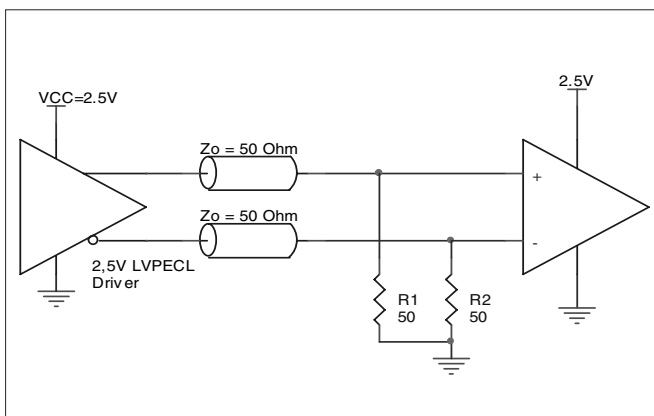 VCC=2.5V
2.5V
Zo = 50 Ohm
+
Zo = 50 Ohm
-
2,5V LVPECL
Driver
R1
50
R2
50